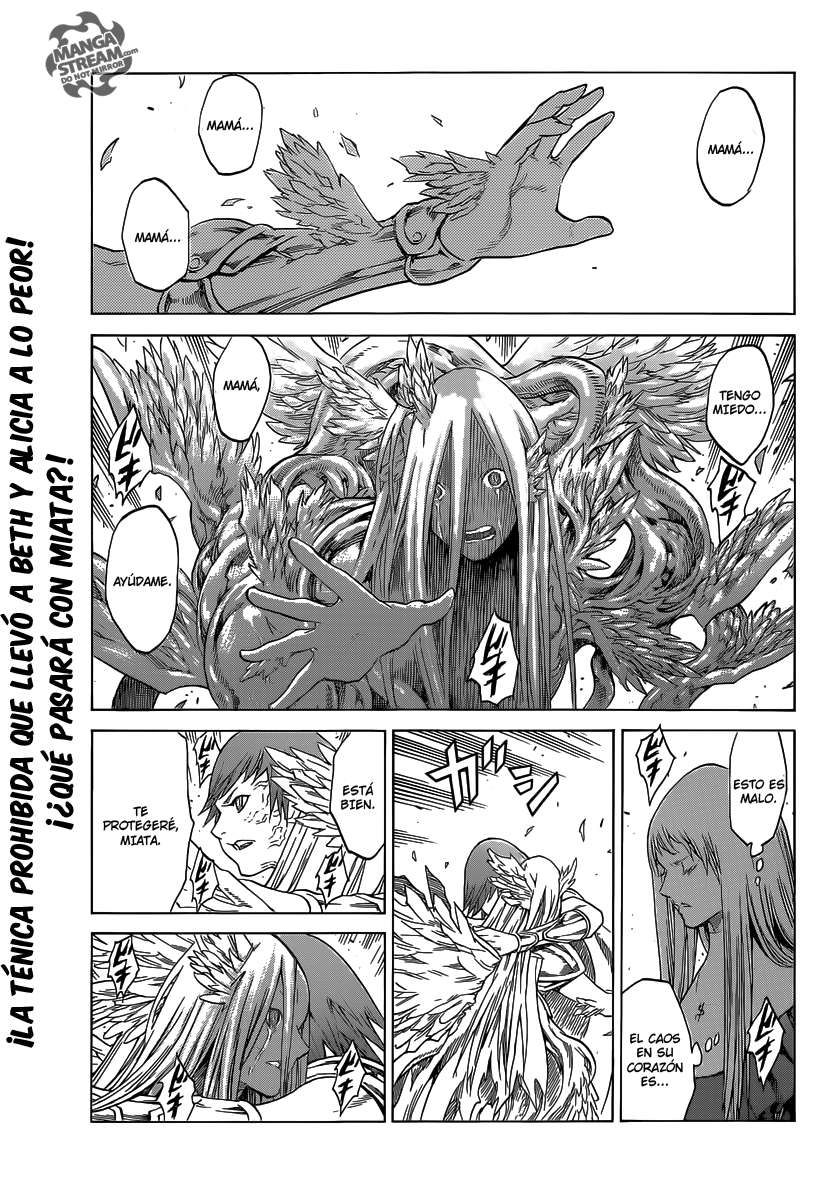 MANGA
STREAM.com
DO NOT MIRROR
MAMÁ...
MAMÁ...
MAMÁ...
TENGO
MIEDO...
MAMÁ,
AYÚDAME.
ESTO ES
MALO.
EL CAOS
EN SU
CORAZÓN
ES...
ガシ
ESTÁ
BIEN.
TE
PROTEGERÉ,
MIATA.
¡LA TÉNICA PROHIBIDA QUE LLEVÓ A BETH Y ALICIA A LO PEOR!
¡¿QUÉ PASARÁ CON MIATA?!